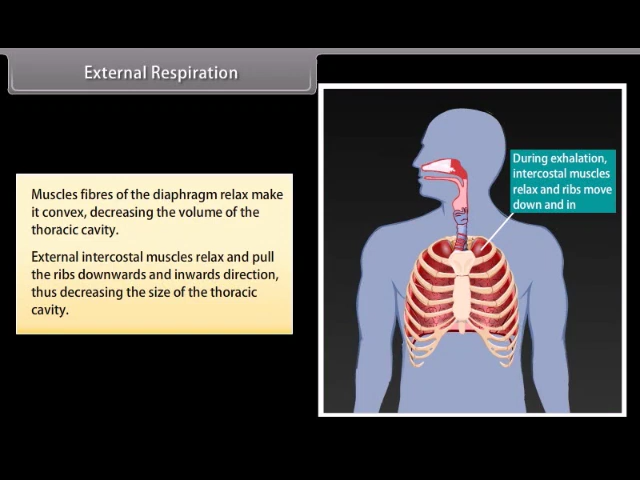 External Respiration
Muscles fibres of the diaphragm relax make
it convex, decreasing the volume of the
thoracic cavity.
External intercostal muscles relax and pull
the ribs downwards and inwards direction,
thus decreasing the size of the thoracic
cavity.
During exhalation,
intercostal muscles
relax and ribs move
down and in